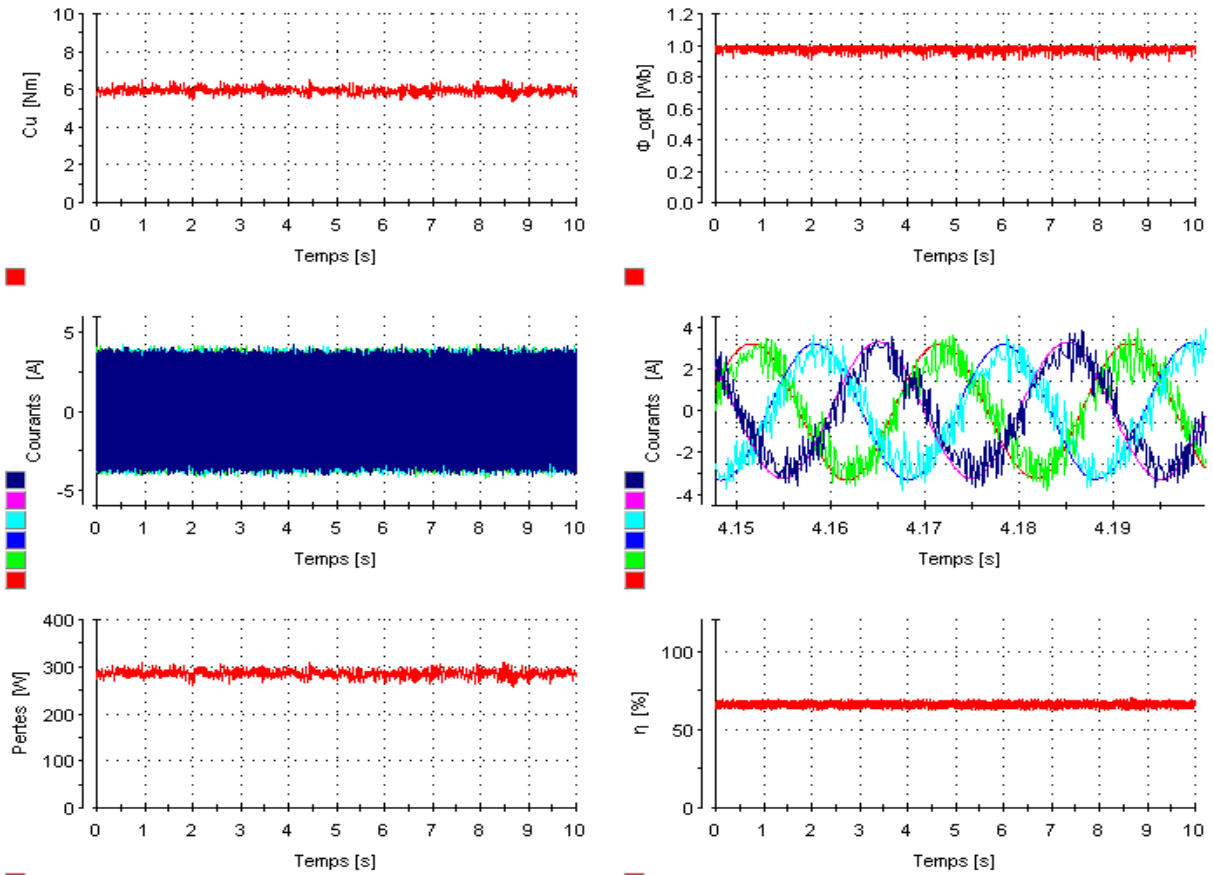 10
8
6
4
2
0
Cu [Nm]
0 1 2 3 4 5 6 7 8 9 10
Temps [s]
1.2
1.0
0.8
0.6
0.4
0.2
0.0
Φ_opt [Wb]
0 1 2 3 4 5 6 7 8 9 10
Temps [s]
5
0
-5
Courants [A]
0 1 2 3 4 5 6 7 8 9 10
Temps [s]
4
2
0
-2
-4
Courants [A]
4.15 4.16 4.17 4.18 4.19
Temps [s]
400
300
200
100
0
Pertes [W]
0 1 2 3 4 5 6 7 8 9 10
Temps [s]
100
50
0
η [%]
0 1 2 3 4 5 6 7 8 9 10
Temps [s]